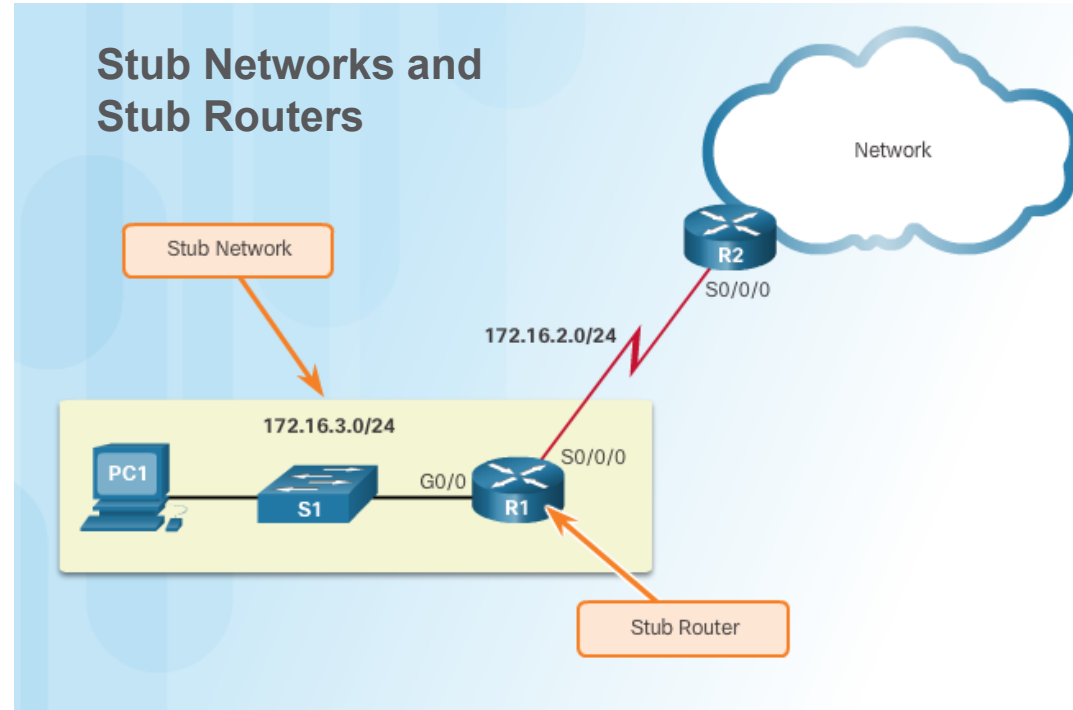 Stub Networks and
Stub Routers
Network
Stub Network
R2
S0/0/0
172.16.2.0/24
172.16.3.0/24
S0/0/0
PC1
G0/0
S1
R1
Stub Router